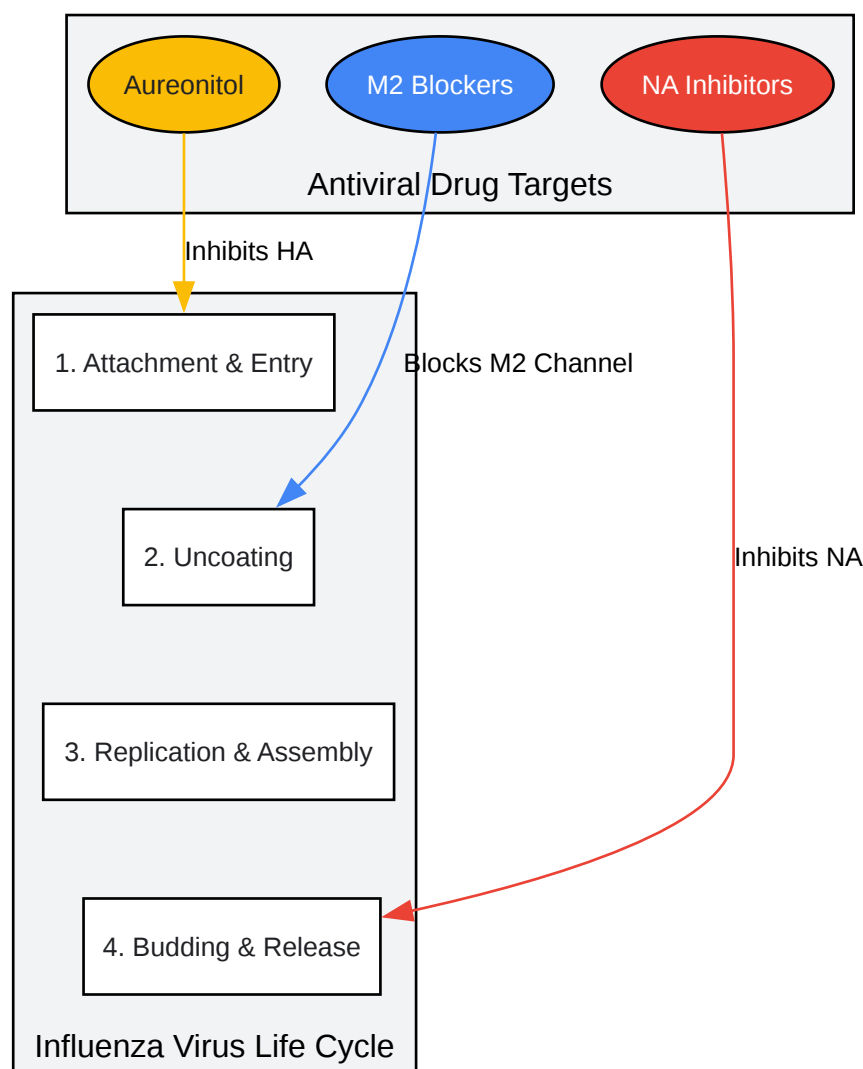 Aureonitol
M2 Blockers
NA Inhibitors
Antiviral Drug Targets
Inhibits HA
1. Attachment & Entry
Blocks M2 Channel
2. Uncoating
Inhibits NA
3. Replication & Assembly
4. Budding & Release
Influenza Virus Life Cycle